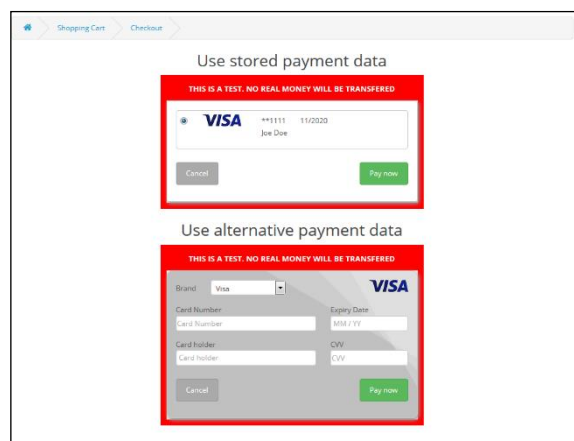 Shopping Cart Checkout
Use stored payment data
THIS IS A TEST. NO REAL MONEY WILL BE TRANSFERED
VISA **1111 11/2020
Joe Doe
Cancel Pay now
Use alternative payment data
THIS IS A TEST. NO REAL MONEY WILL BE TRANSFERED
Brand Visa VISA
Card Number Expiry Date
Card Number MM / YY
Card holder CVV
Card holder CVV
Cancel Pay now